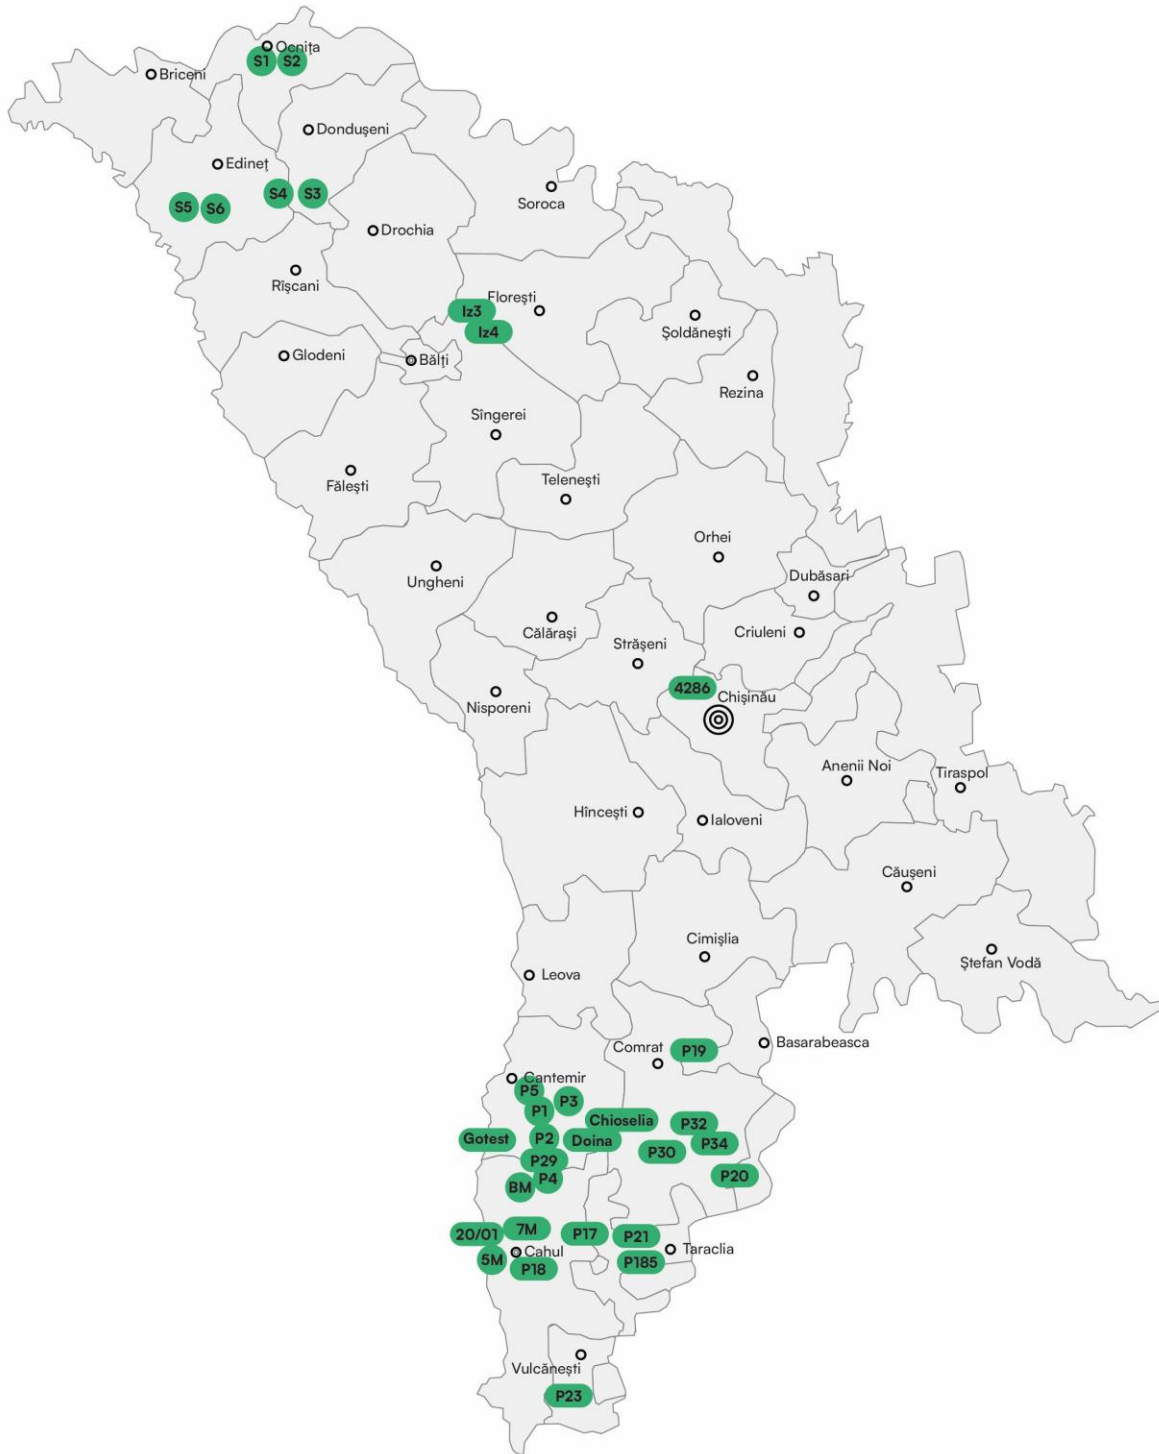 Ocnița
S1 S2
Briceni
Dondușeni
Edineț
S4 S3
S5 S6
Soroca
Drochia
Rîșcani
Florești
Iz3
Iz4
Șoldănești
Glodeni
Bălți
Rezina
Sîngerei
Fălești
Telenești
Orhei
Ungheni
Dubăsari
Călărași
Criuleni
Strășeni
4286
Chișinău
Nisporeni
Anenii Noi
Tiraspol
Hîncești
Ialoveni
Căușeni
Cimișlia
Ștefan Vodă
Leova
Basarabeasca
Comrat
P19
Cantemir
P5
P3
P1
Chioselia
P32
Gotest
P2
Doina
P34
P30
P29
P4
P20
BM
20/01
7M
P17
P21
Taraclia
5M
Cahul
P18
P185
Vulcănești
P23